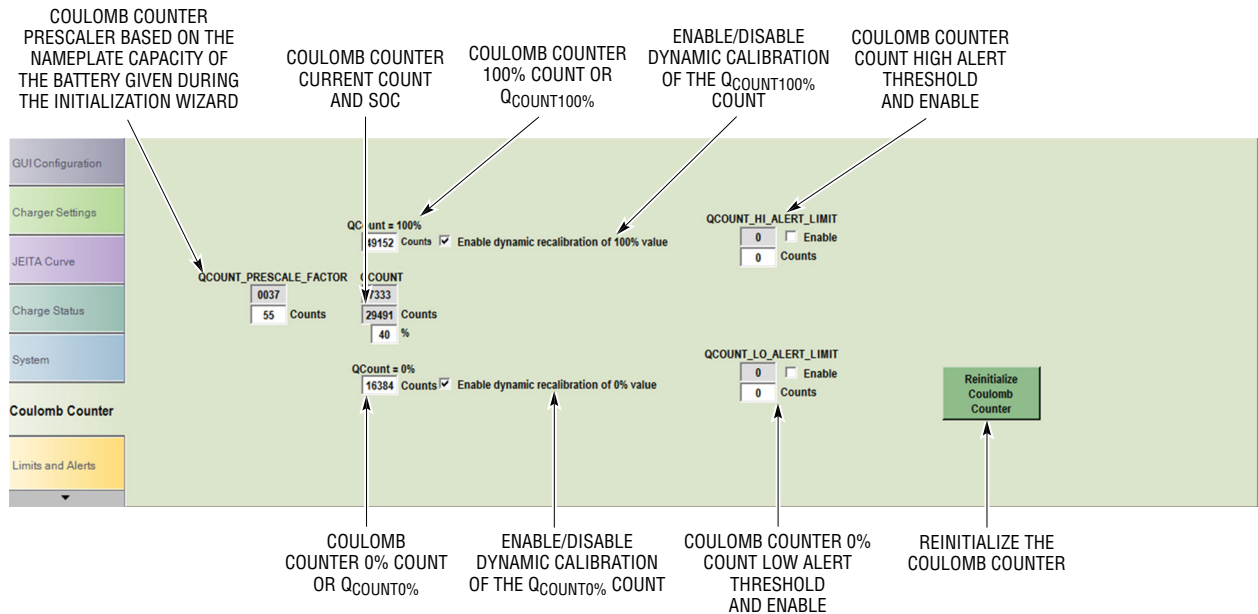 COULOMB COUNTER
PRESCALER BASED ON THE
NAMEPLATE CAPACITY OF
THE BATTERY GIVEN DURING
THE INITIALIZATION WIZARD
COULOMB COUNTER
CURRENT COUNT
AND SOC
COULOMB COUNTER
100% COUNT OR
QCOUNT100%
ENABLE/DISABLE
DYNAMIC CALIBRATION
OF THE QCOUNT100%
COUNT
COULOMB COUNTER
COUNT HIGH ALERT
THRESHOLD
AND ENABLE
GUI Configuration
Charger Settings
JEITA Curve
Charge Status
System
Coulomb Counter
Limits and Alerts
QCount = 100%
49152 Counts Enable dynamic recalibration of 100% value
QCOUNT_HI_ALERT_LIMIT
0 Enable
0 Counts
QCOUNT_PRESCALE_FACTOR QCOUNT
0037 7333
55 Counts 29491 Counts
40 %
QCount = 0%
16384 Counts Enable dynamic recalibration of 0% value
QCOUNT_LO_ALERT_LIMIT
0 Enable
0 Counts
Reinitialize
Coulomb
Counter
COULOMB
COUNTER 0% COUNT
OR QCOUNT0%
ENABLE/DISABLE
DYNAMIC CALIBRATION
OF THE QCOUNT0% COUNT
COULOMB COUNTER 0%
COUNT LOW ALERT
THRESHOLD
AND ENABLE
REINITIALIZE THE
COULOMB COUNTER